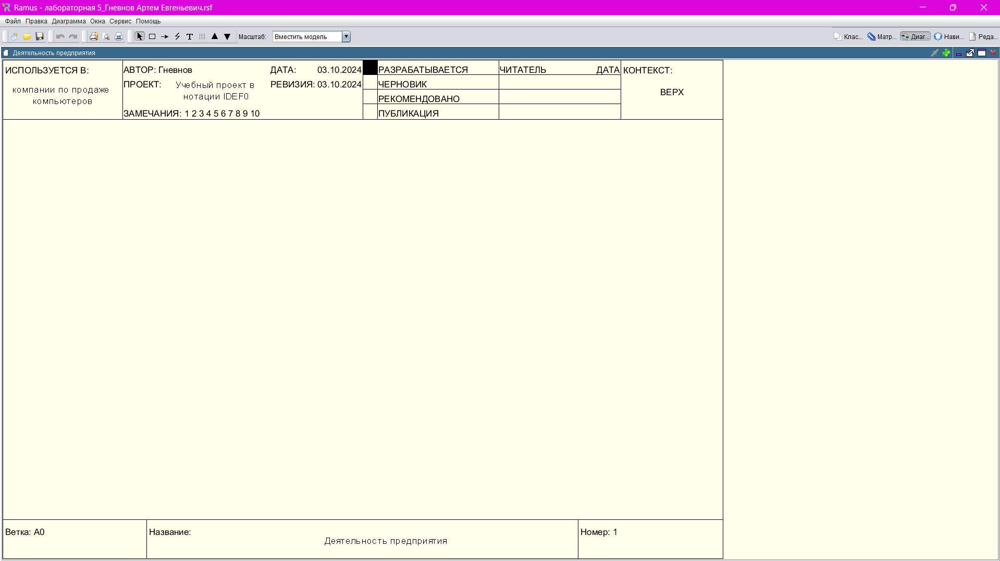 Ramus - лабораторная 5_Гневнов Артем Евгеньевич.rsf
Файл Правка Диаграмма Окна Сервис Помощь
Масштаб: Вместить модель Клас... Матр... Диаг... Нави... Реда...
Деятельность предприятия
ИСПОЛЬЗУЕТСЯ В:
компании по продаже
компьютеров
АВТОР: Гневнов
ДАТА: 03.10.2024
ПРОЕКТ: Учебный проект в
нотации IDEF0
РЕВИЗИЯ: 03.10.2024
ЗАМЕЧАНИЯ: 1 2 3 4 5 6 7 8 9 10
РАЗРАБАТЫВАЕТСЯ
ЧЕРНОВИК
РЕКОМЕНДОВАНО
ПУБЛИКАЦИЯ
ЧИТАТЕЛЬ ДАТА
КОНТЕКСТ:
ВЕРХ
Ветка: A0
Название:
Деятельность предприятия
Номер: 1